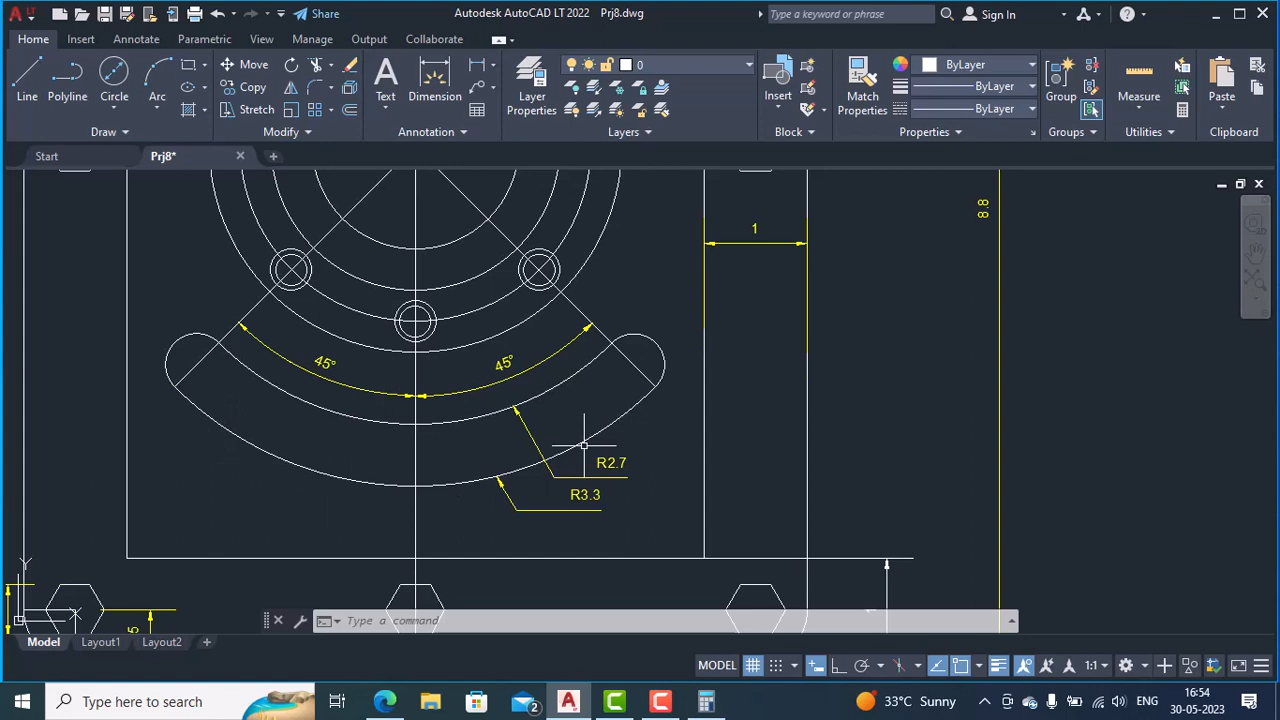 LT
Share
Autodesk AutoCAD LT 2022 Prj8.dwg
Type a keyword or phrase
Sign In
Home Insert Annotate Parametric View Manage Output Collaborate
Line
Polyline
Circle
Arc
Move
Copy
Stretch
Text
Dimension
Layer
Properties
0
Insert
Match
Properties
ByLayer
ByLayer
ByLayer
Group
Measure
Paste
Draw
Modify
Annotation
Layers
Block
Properties
Groups
Utilities
Clipboard
Start
Prj8*
8.8
1
45°
45°
R2.7
R3.3
Y
X
5
Type a command
Model Layout1 Layout2
MODEL
1:1
Type here to search
2
33°C Sunny
ENG
16:54
30-05-2023